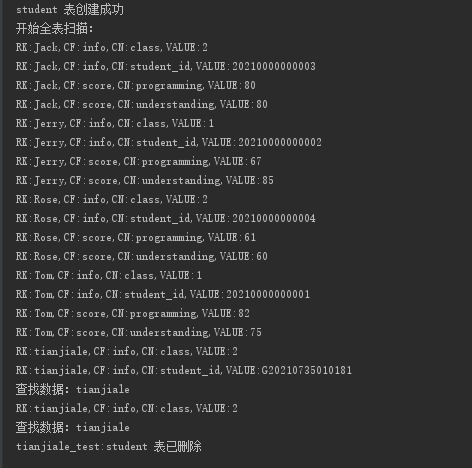 student 表创建成功
开始全表扫描:
RK:Jack,CF:info,CN:class,VALUE:2
RK:Jack,CF:info,CN:student_id,VALUE:20210000000003
RK:Jack,CF:score,CN:programming,VALUE:80
RK:Jack,CF:score,CN:understanding,VALUE:80
RK:Jerry,CF:info,CN:class,VALUE:1
RK:Jerry,CF:info,CN:student_id,VALUE:20210000000002
RK:Jerry,CF:score,CN:programming,VALUE:67
RK:Jerry,CF:score,CN:understanding,VALUE:85
RK:Rose,CF:info,CN:class,VALUE:2
RK:Rose,CF:info,CN:student_id,VALUE:20210000000004
RK:Rose,CF:score,CN:programming,VALUE:61
RK:Rose,CF:score,CN:understanding,VALUE:60
RK:Tom,CF:info,CN:class,VALUE:1
RK:Tom,CF:info,CN:student_id,VALUE:20210000000001
RK:Tom,CF:score,CN:programming,VALUE:82
RK:Tom,CF:score,CN:understanding,VALUE:75
RK:tianjiale,CF:info,CN:class,VALUE:2
RK:tianjiale,CF:info,CN:student_id,VALUE:G20210735010181
查找数据: tianjiale
RK:tianjiale,CF:info,CN:class,VALUE:2
查找数据: tianjiale
tianjiale_test:student 表已删除